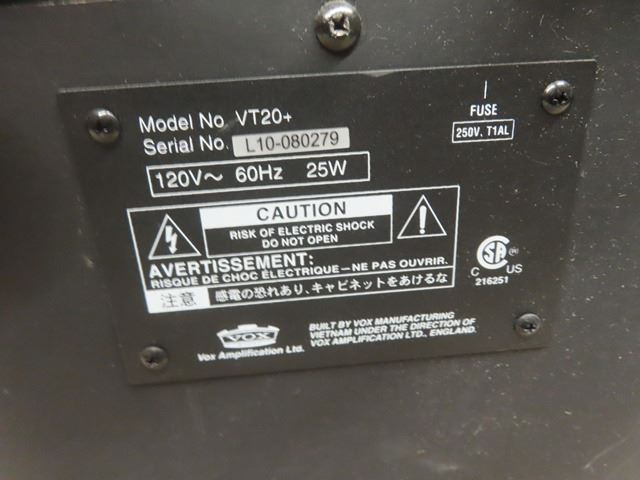 Model No. VT20+
Serial No. L10-080279
120V～ 60Hz 25W
FUSE
250V, T1AL
CAUTION
RISK OF ELECTRIC SHOCK
DO NOT OPEN
AVERTISSEMENT:
RISQUE DE CHOC ÉLECTRIQUE–NE PAS OUVRIR.
注意 感電の恐れあり、キャビネットをあけるな
SA
C US
216251
VOX
Vox Amplification Ltd.
BUILT BY VOX MANUFACTURING
VIETNAM UNDER THE DIRECTION OF
VOX AMPLIFICATION LTD., ENGLAND.